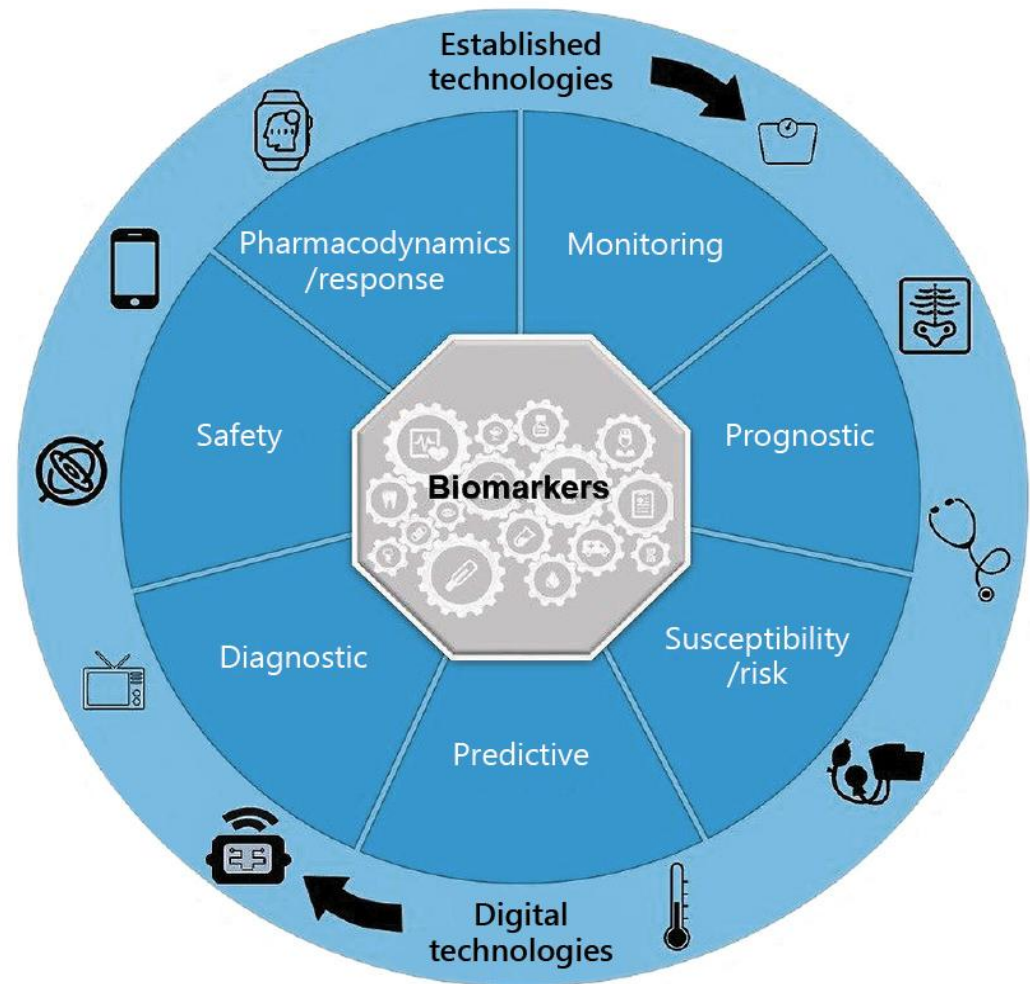 Established
technologies
Pharmacodynamics
/response
Monitoring
Safety
Prognostic
Biomarkers
Diagnostic
Susceptibility
/risk
Predictive
Digital
technologies